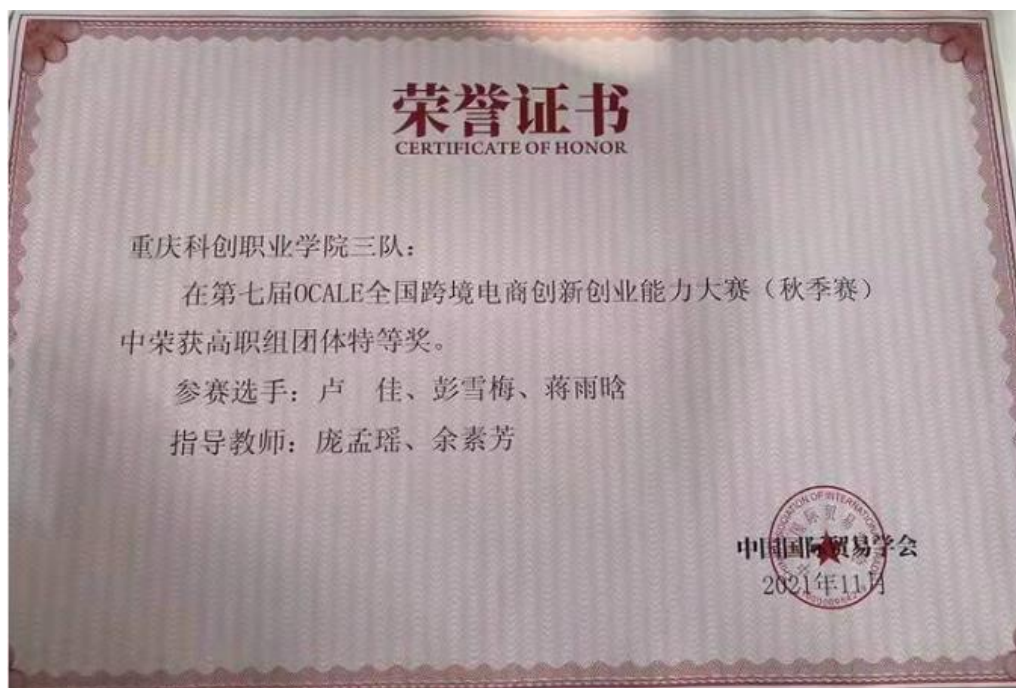 荣誉证书
CERTIFICATE OF HONOR
重庆科创职业学院三队：
在第七届OCALE全国跨境电商创新创业能力大赛（秋季赛）
中荣获高职组团体特等奖。
参赛选手：卢　佳、彭雪梅、蒋雨晗
指导教师：庞孟瑶、余素芳
中国国际贸易学会
2021年11月